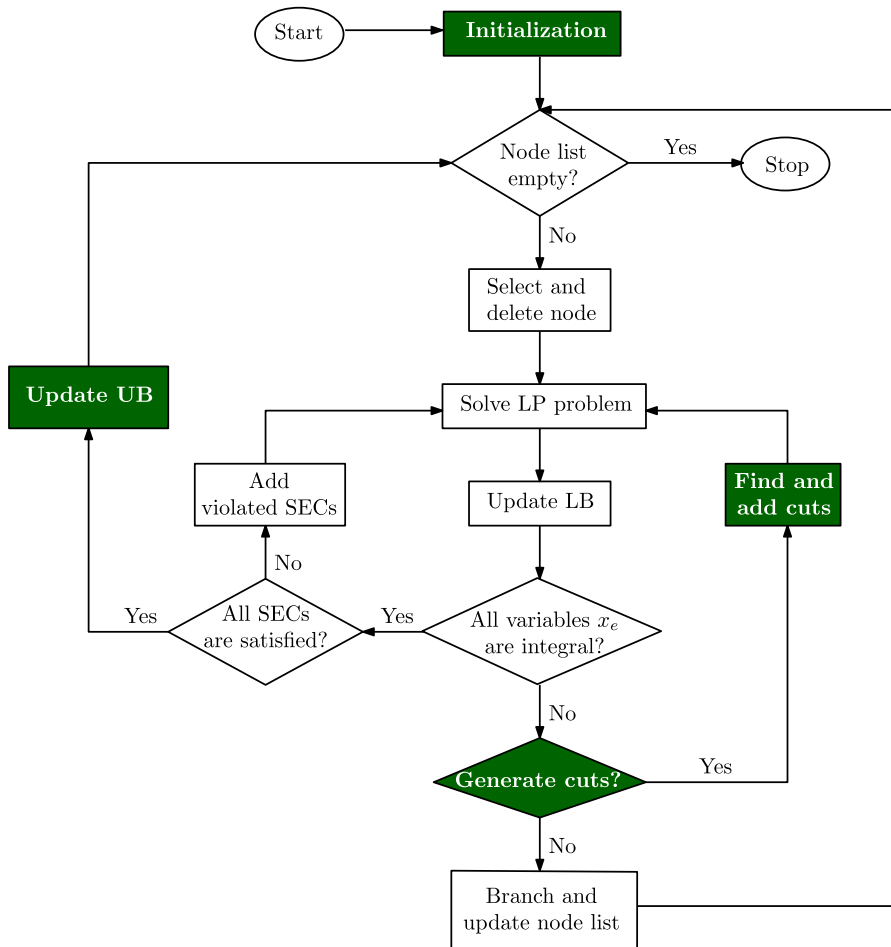 Start
Initialization
Node list
empty?
Yes
Stop
No
Select and
delete node
Update UB
Solve LP problem
Add
violated SECs
Update LB
Find and
add cuts
No
Yes
All SECs
are satisfied?
Yes
All variables $x_e$
are integral?
No
Generate cuts?
Yes
No
Branch and
update node list